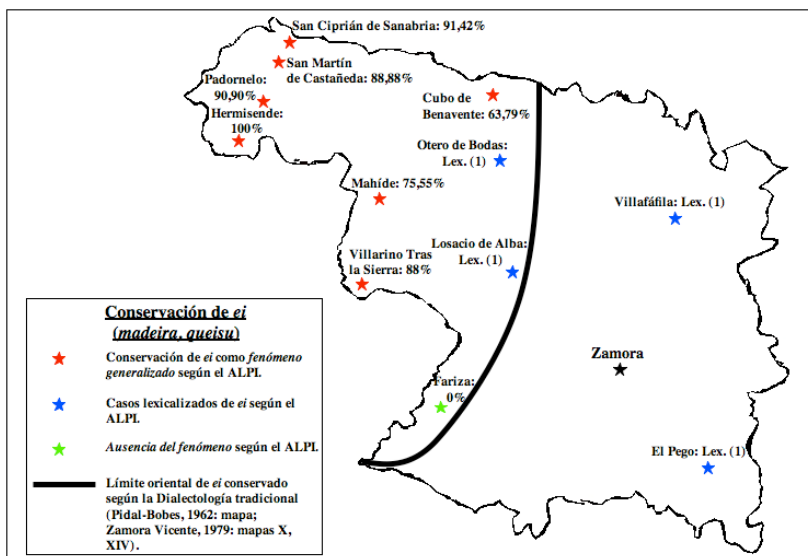 San Ciprián de Sanabria: 91,42%
San Martín
de Castañeda: 88,88%
Padornelo:
90,90%
Hermisende:
100%
Cubo de
Benavente: 63,79%
Otero de Bodas:
Lex. (1)
Mahíde: 75,55%
Villafáfila: Lex. (1)
Losacio de Alba:
Lex. (1)
Villarino Tras
la Sierra: 88%
Zamora
Fariza:
0%
El Pego: Lex. (1)
Conservación de ei
(madeira, queisu)
Conservación de ei como fenómeno
generalizado según el ALPI.
Casos lexicalizados de ei según el
ALPI.
Ausencia del fenómeno según el ALPI.
Límite oriental de ei conservado
según la Dialectología tradicional
(Pidal-Bobes, 1962: mapa;
Zamora Vicente, 1979: mapas X,
XIV).